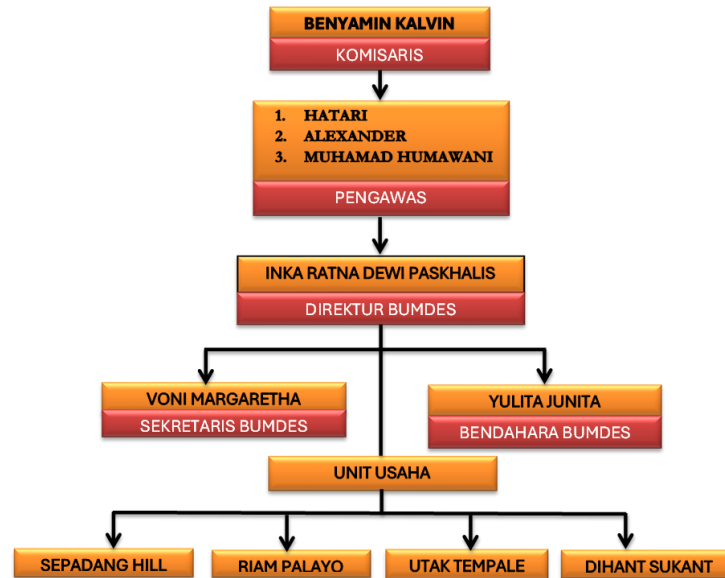 BENYAMIN KALVIN
KOMISARIS
1. HATARI
2. ALEXANDER
3. MUHAMAD HUMAWANI
PENGAWAS
INKA RATNA DEWI PASKHALIS
DIREKTUR BUMDES
VONI MARGARETHA
SEKRETARIS BUMDES
YULITA JUNITA
BENDAHARA BUMDES
UNIT USAHA
SEPADANG HILL
RIAM PALAYO
UTAK TEMPALE
DIHANT SUKANT